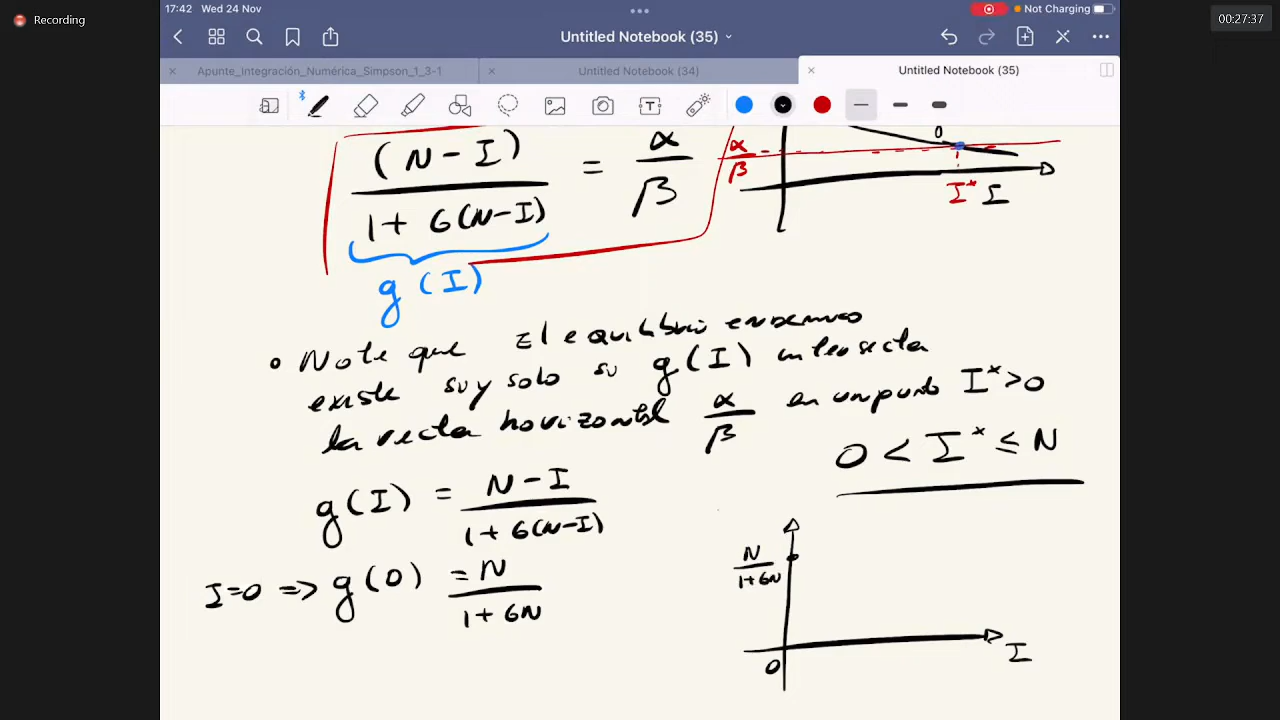 Recording
17:42 Wed 24 Nov
Not Charging
00:27:37
Untitled Notebook (35)
Apunte_Integración_Numérica_Simpson_1_3-1
Untitled Notebook (34)
Untitled Notebook (35)
(N-I) / 1+6(N-I) = α/β
g(I)
α/β
0
I* I
• Note que El equilibrio endemico
existe si y solo si g(I) intersecta
la recta horizontal α/β en un punto I*>0
0 < I* ≤ N
g(I) = N-I / 1+6(N-I)
I=0 => g(0) = N / 1+6N
N / 1+6N
0
I